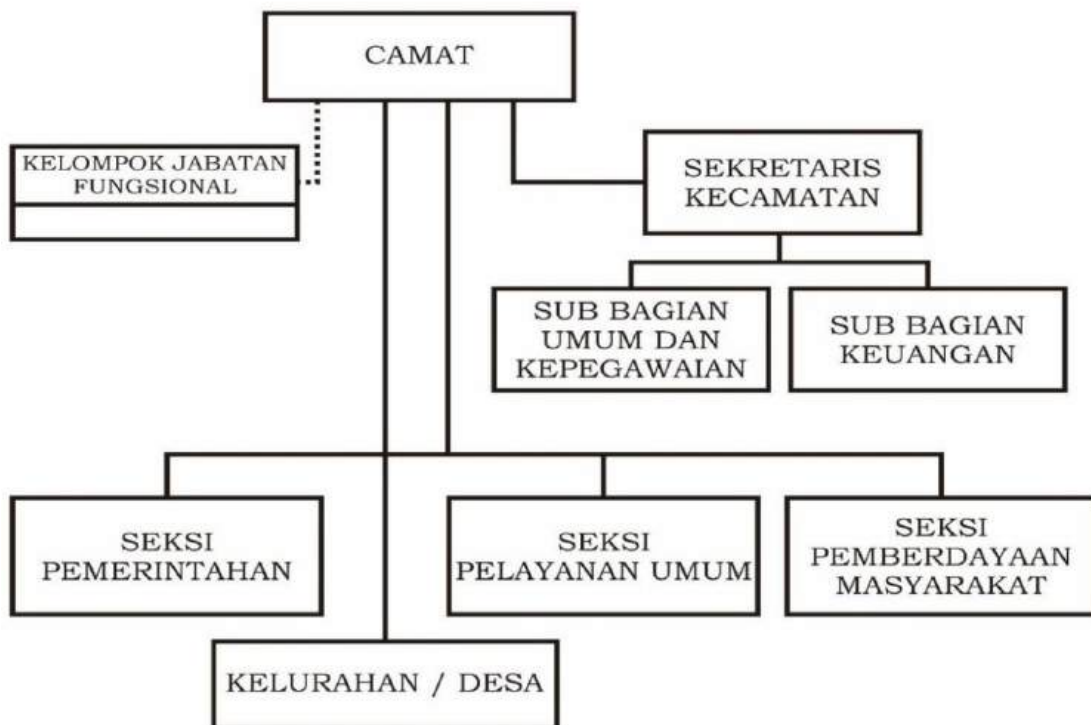 CAMAT
KELOMPOK JABATAN
FUNGSIONAL
SEKRETARIS
KECAMATAN
SUB BAGIAN
UMUM DAN
KEPEGAWAIAN
SUB BAGIAN
KEUANGAN
SEKSI
PEMERINTAHAN
SEKSI
PELAYANAN UMUM
SEKSI
PEMBERDAYAAN
MASYARAKAT
KELURAHAN / DESA